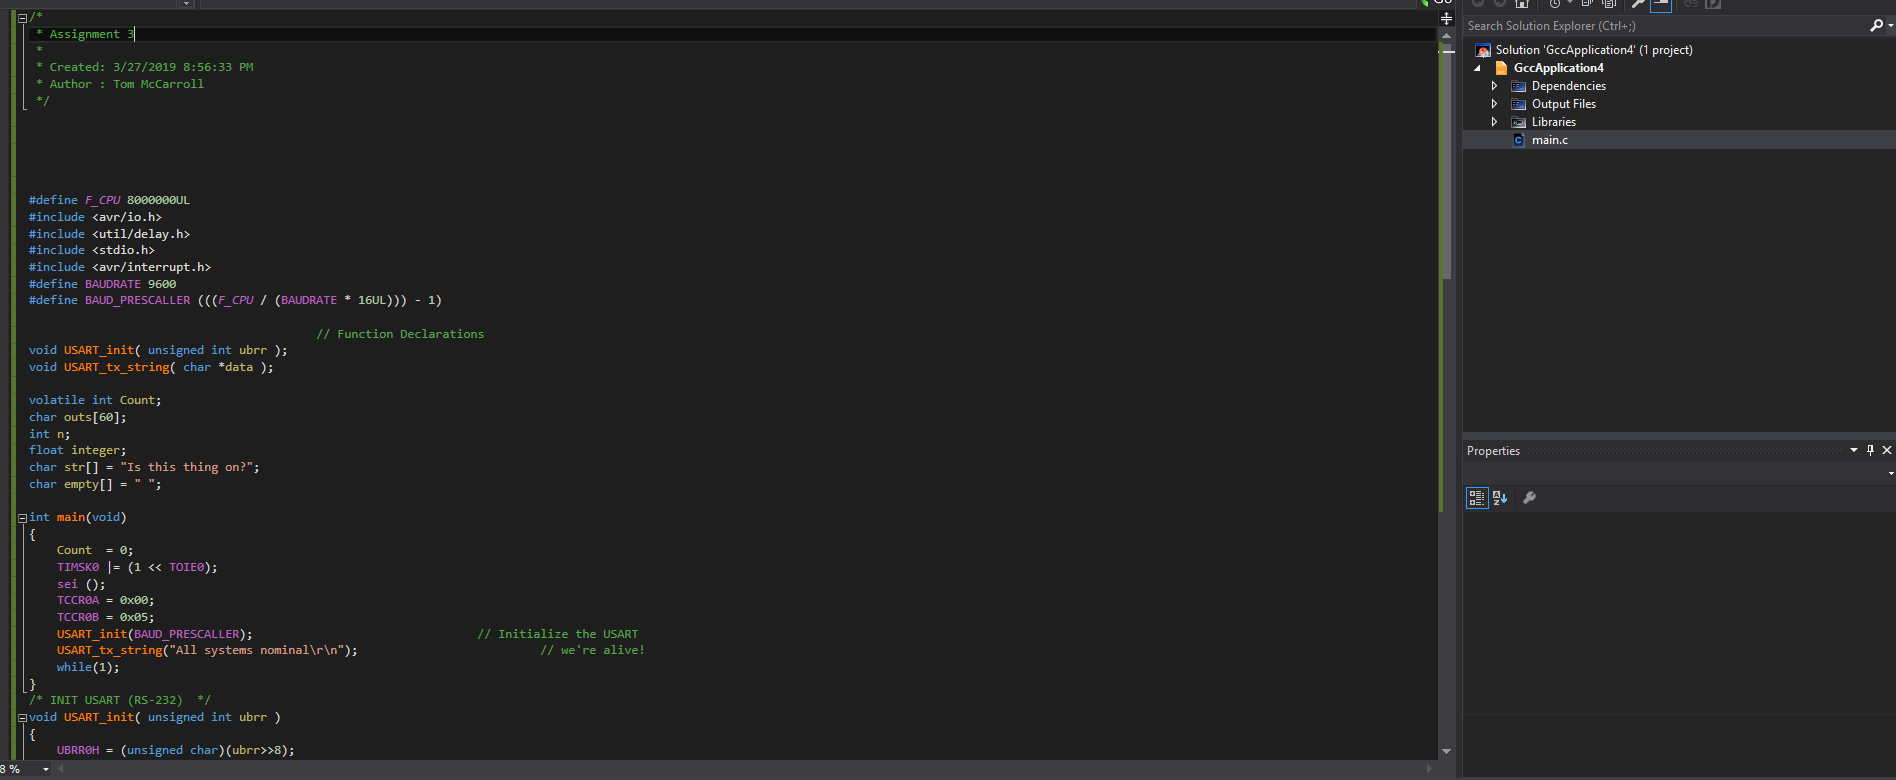 /*
 * Assignment 3
 *
 * Created: 3/27/2019 8:56:33 PM
 * Author : Tom McCarroll
 */
#define F_CPU 8000000UL
#include <avr/io.h>
#include <util/delay.h>
#include <stdio.h>
#include <avr/interrupt.h>
#define BAUDRATE 9600
#define BAUD_PRESCALLER (((F_CPU / (BAUDRATE * 16UL))) - 1)
// Function Declarations
void USART_init( unsigned int ubrr );
void USART_tx_string( char *data );
volatile int Count;
char outs[60];
int n;
float integer;
char str[] = "Is this thing on?";
char empty[] = " ";
int main(void)
{
    Count  = 0;
    TIMSK0 |= (1 << TOIE0);
    sei ();
    TCCR0A = 0x00;
    TCCR0B = 0x05;
    USART_init(BAUD_PRESCALLER);                // Initialize the USART
    USART_tx_string("All systems nominal\r\n");                // we're alive!
    while(1);
}
/* INIT USART (RS-232)  */
void USART_init( unsigned int ubrr )
{
    UBRR0H = (unsigned char)(ubrr>>8);
8 %
Search Solution Explorer (Ctrl+;)
Solution 'GccApplication4' (1 project)
GccApplication4
Dependencies
Output Files
Libraries
main.c
Properties